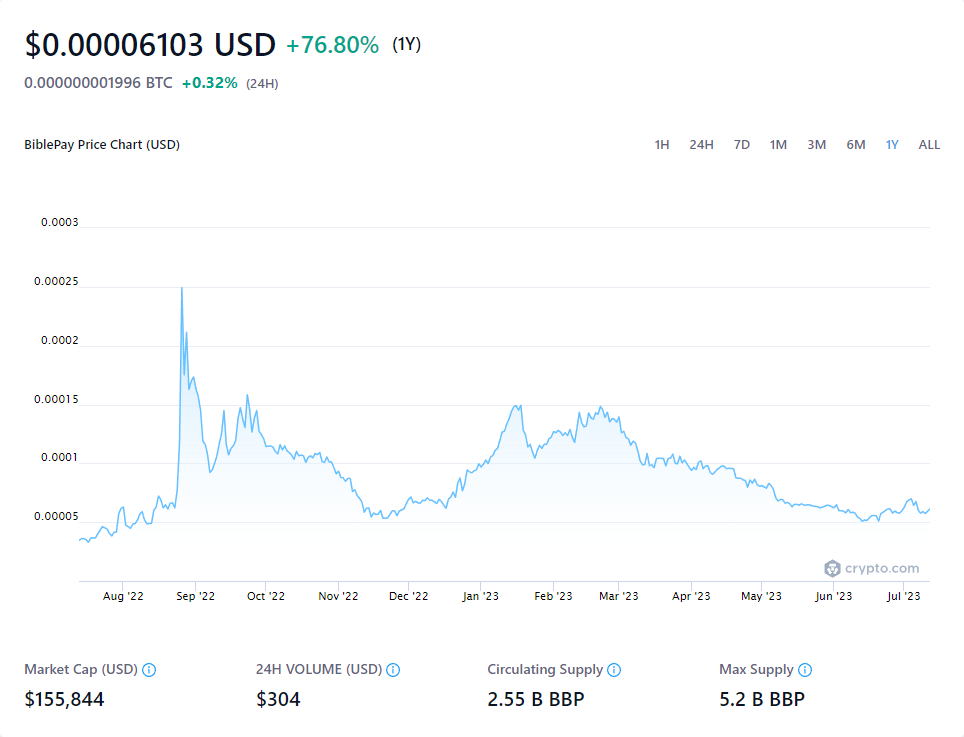 $0.00006103 USD +76.80% (1Y)
0.000000001996 BTC +0.32% (24H)
BiblePay Price Chart (USD) 1H 24H 7D 1M 3M 6M 1Y ALL
0.0003
0.00025
0.0002
0.00015
0.0001
0.00005
crypto.com
Aug '22 Sep '22 Oct '22 Nov '22 Dec '22 Jan '23 Feb '23 Mar '23 Apr '23 May '23 Jun '23 Jul '23
Market Cap (USD) 24H VOLUME (USD) Circulating Supply Max Supply
$155,844 $304 2.55 B BBP 5.2 B BBP